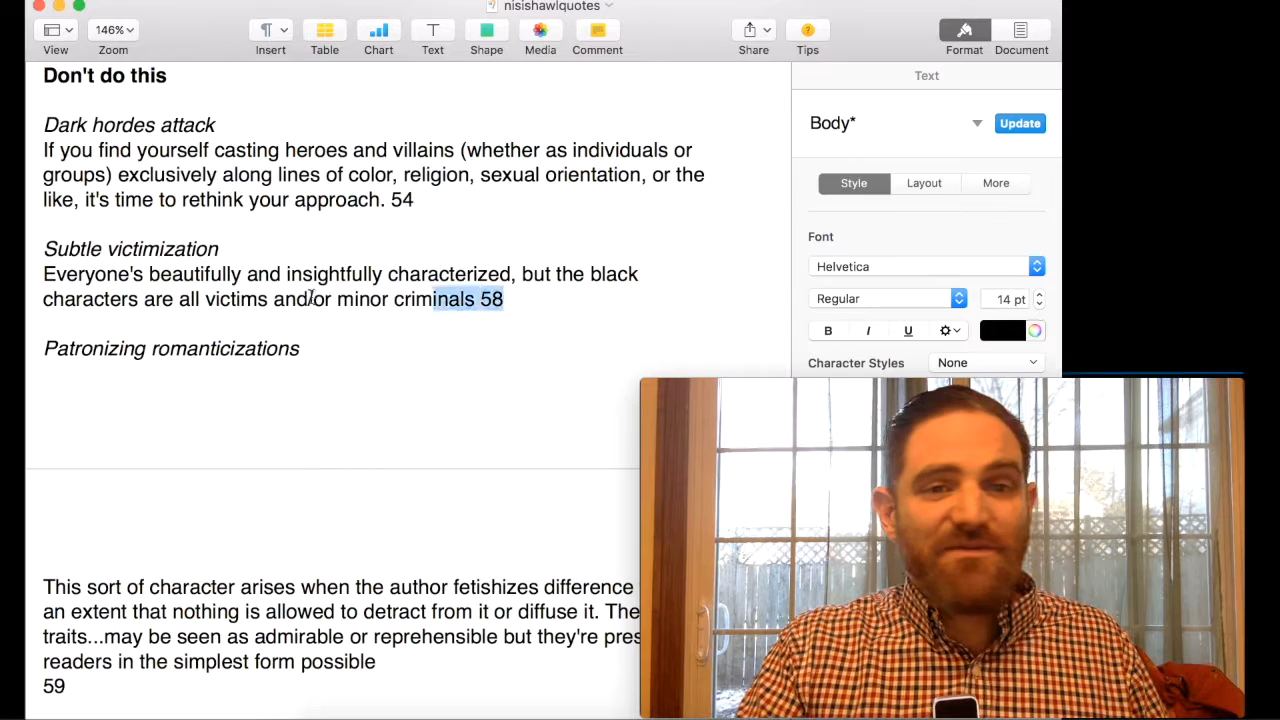 nisishawlquotes
146%
View
Zoom
Insert
Table
Chart
Text
Shape
Media
Comment
Share
Tips
Format
Document
Don't do this
Dark hordes attack
If you find yourself casting heroes and villains (whether as individuals or
groups) exclusively along lines of color, religion, sexual orientation, or the
like, it's time to rethink your approach. 54
Subtle victimization
Everyone's beautifully and insightfully characterized, but the black
characters are all victims and/or minor criminals 58
Patronizing romanticizations
This sort of character arises when the author fetishizes difference
an extent that nothing is allowed to detract from it or diffuse it. The
traits...may be seen as admirable or reprehensible but they're pres
readers in the simplest form possible
59
Text
Body*
Update
Style
Layout
More
Font
Helvetica
Regular
14 pt
B
I
U
Character Styles
None